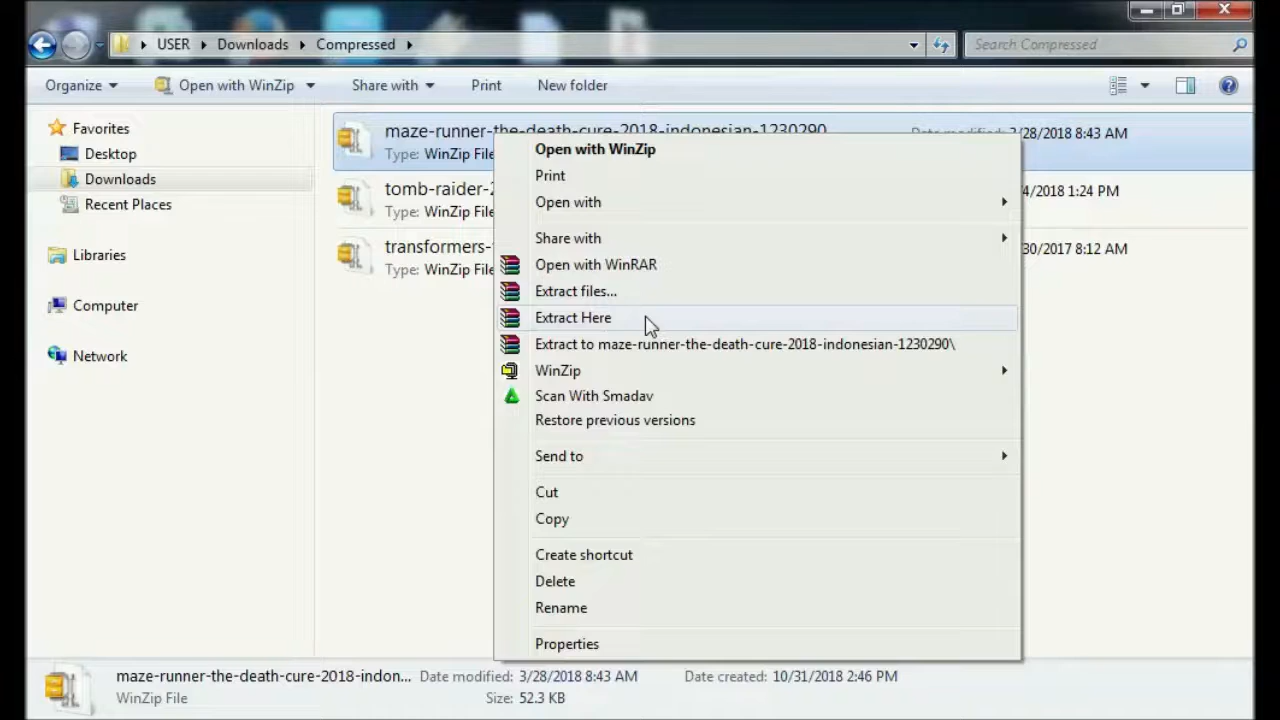 USER Downloads Compressed
Search Compressed
Organize Open with WinZip Share with Print New folder
Favorites
Desktop
Downloads
Recent Places
Libraries
Computer
Network
maze-runner-the-death-cure-2018-indonesian-1230290
Date modified: 3/28/2018 8:43 AM
Type: WinZip File
tomb-raider-2
4/2018 1:24 PM
Type: WinZip File
transformers-
30/2017 8:12 AM
Type: WinZip File
Open with WinZip
Print
Open with
Share with
Open with WinRAR
Extract files...
Extract Here
Extract to maze-runner-the-death-cure-2018-indonesian-1230290\
WinZip
Scan With Smadav
Restore previous versions
Send to
Cut
Copy
Create shortcut
Delete
Rename
Properties
maze-runner-the-death-cure-2018-indon... Date modified: 3/28/2018 8:43 AM Date created: 10/31/2018 2:46 PM
WinZip File Size: 52.3 KB